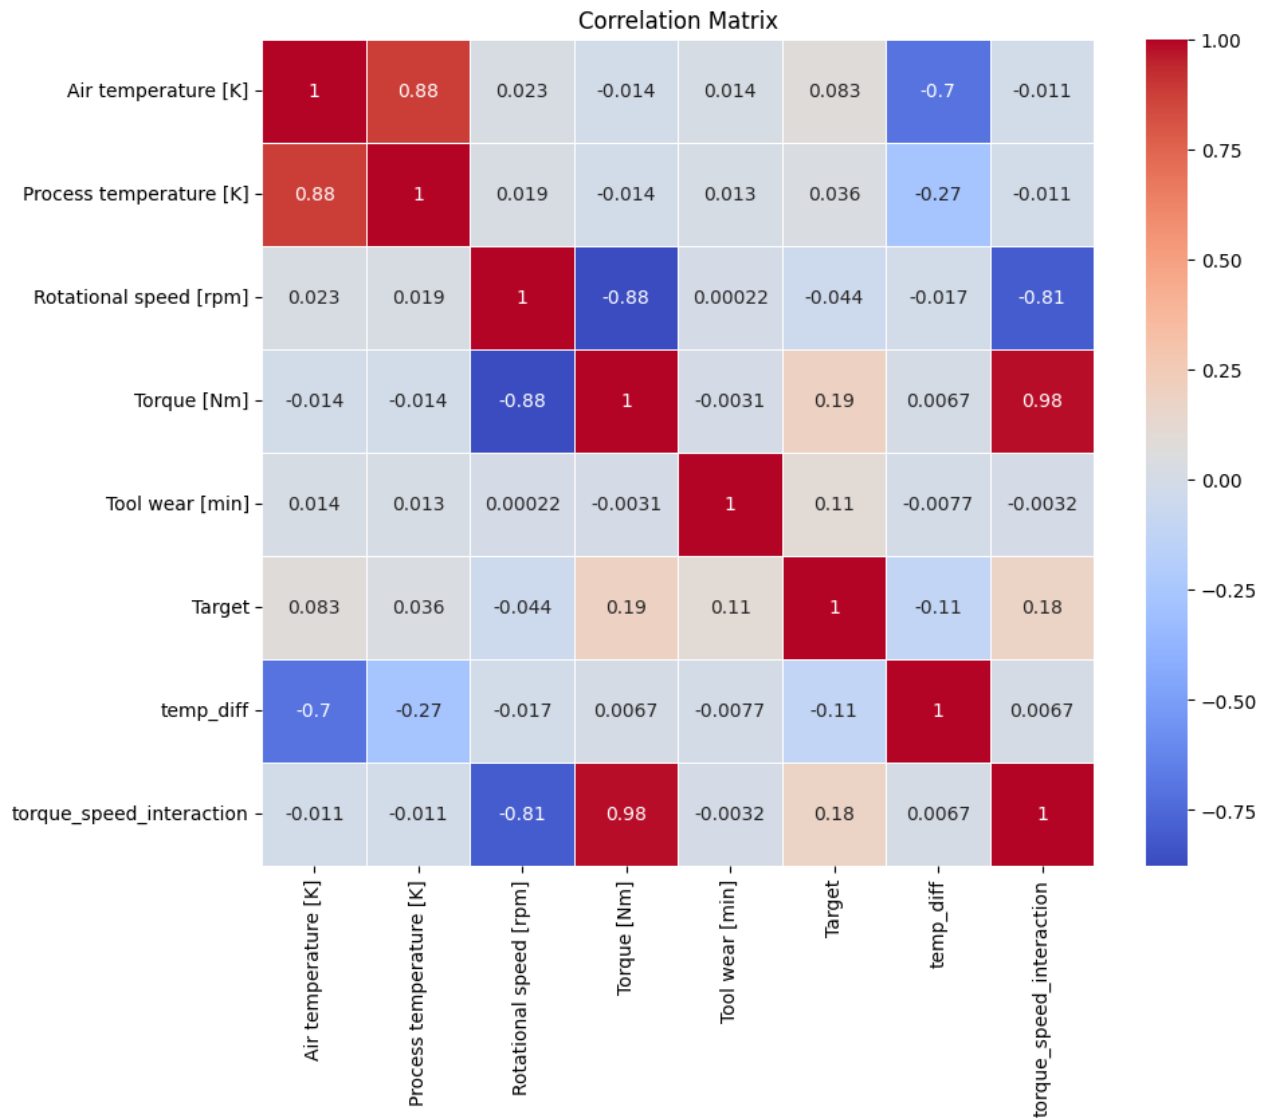 Correlation Matrix
Air temperature [K] 1 0.88 0.023 -0.014 0.014 0.083 -0.7 -0.011
Process temperature [K] 0.88 1 0.019 -0.014 0.013 0.036 -0.27 -0.011
Rotational speed [rpm] 0.023 0.019 1 -0.88 0.00022 -0.044 -0.017 -0.81
Torque [Nm] -0.014 -0.014 -0.88 1 -0.0031 0.19 0.0067 0.98
Tool wear [min] 0.014 0.013 0.00022 -0.0031 1 0.11 -0.0077 -0.0032
Target 0.083 0.036 -0.044 0.19 0.11 1 -0.11 0.18
temp_diff -0.7 -0.27 -0.017 0.0067 -0.0077 -0.11 1 0.0067
torque_speed_interaction -0.011 -0.011 -0.81 0.98 -0.0032 0.18 0.0067 1
Air temperature [K]
Process temperature [K]
Rotational speed [rpm]
Torque [Nm]
Tool wear [min]
Target
temp_diff
torque_speed_interaction
1.00
0.75
0.50
0.25
0.00
−0.25
−0.50
−0.75